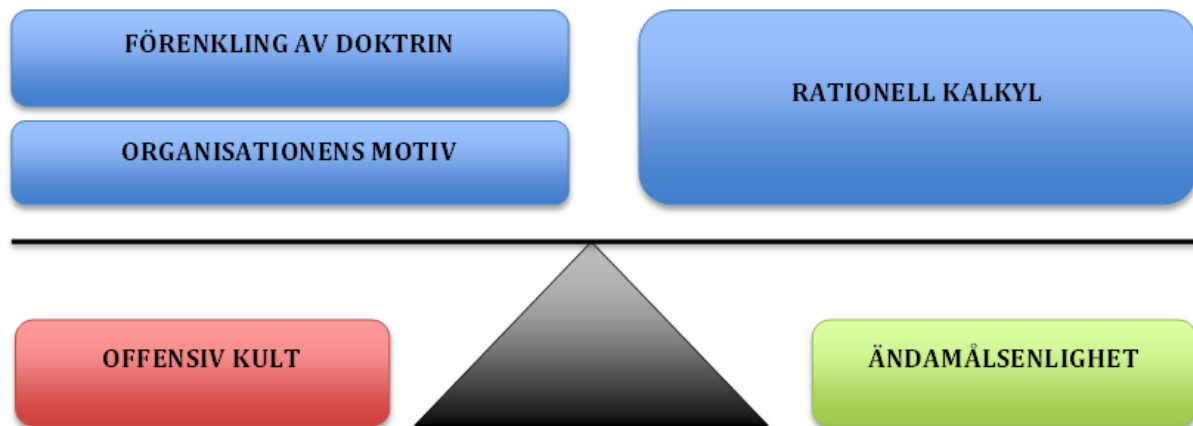 FÖRENKLING AV DOKTRIN
ORGANISATIONENS MOTIV
RATIONELL KALKYL
OFFENSIV KULT
ÄNDAMÅLSENLIGHET